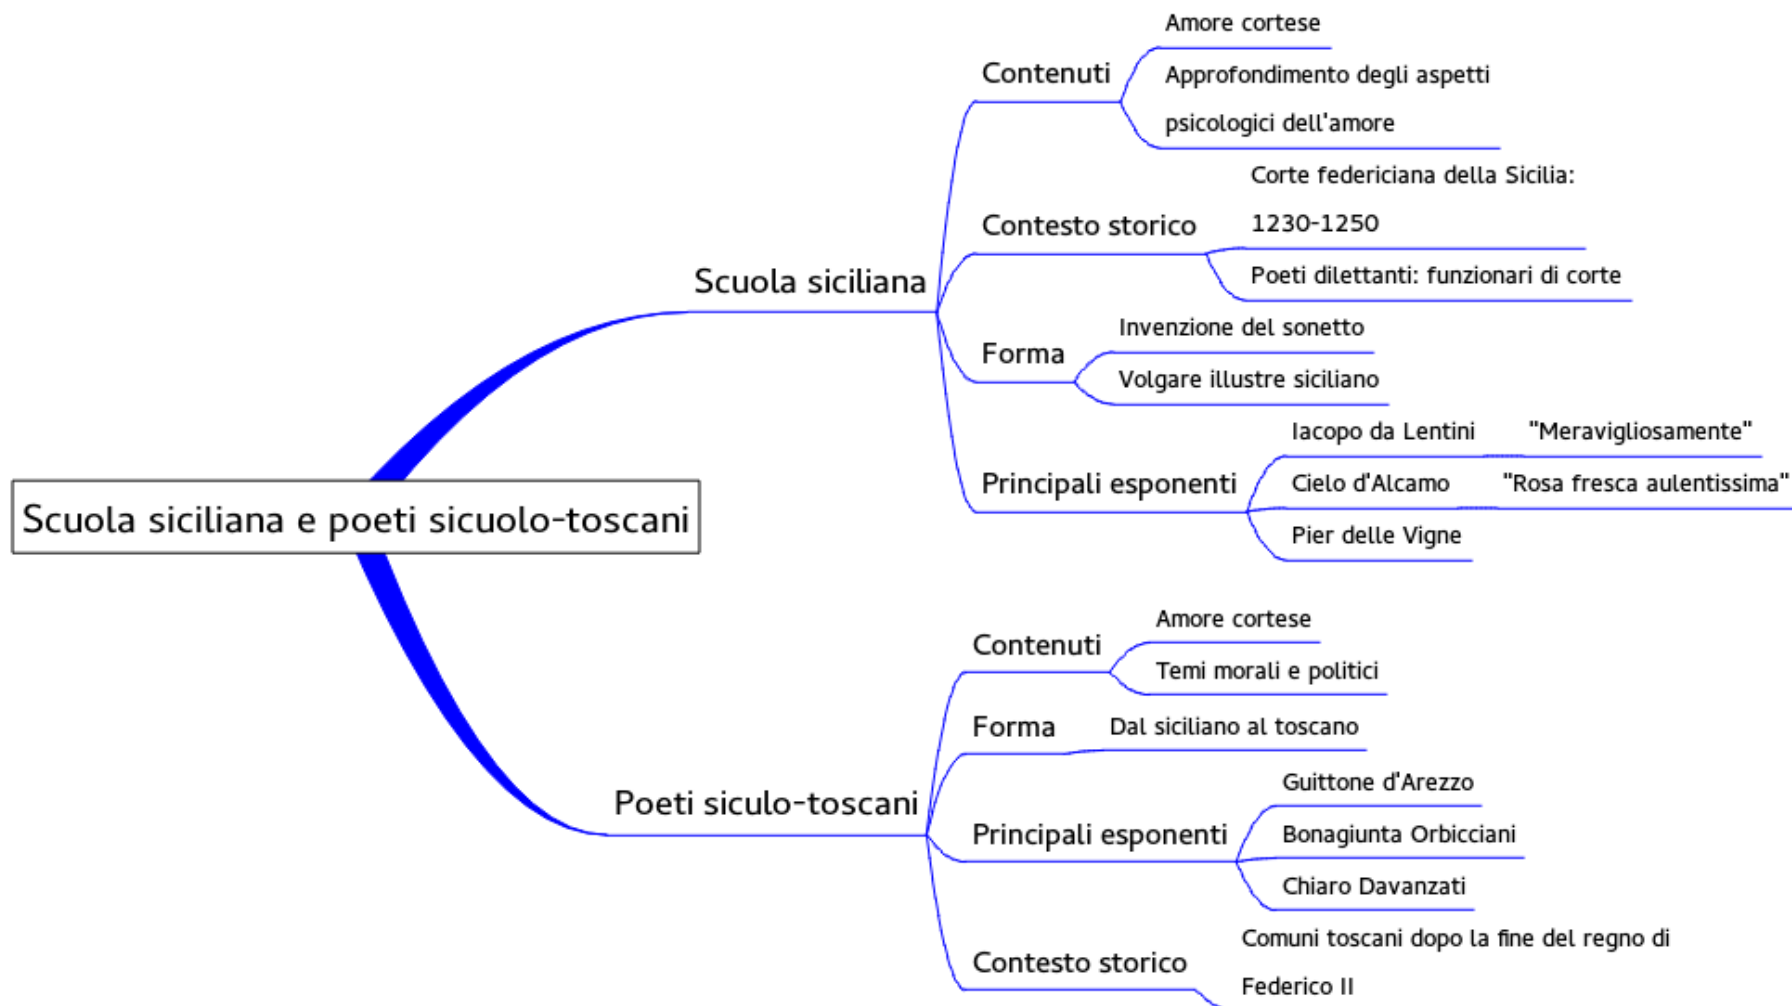 Scuola siciliana e poeti sicuolo-toscani
Scuola siciliana
Contenuti
Amore cortese
Approfondimento degli aspetti
psicologici dell'amore
Contesto storico
Corte federiciana della Sicilia:
1230-1250
Poeti dilettanti: funzionari di corte
Forma
Invenzione del sonetto
Volgare illustre siciliano
Principali esponenti
Iacopo da Lentini
"Meravigliosamente"
Cielo d'Alcamo
"Rosa fresca aulentissima"
Pier delle Vigne
Poeti siculo-toscani
Contenuti
Amore cortese
Temi morali e politici
Forma
Dal siciliano al toscano
Principali esponenti
Guittone d'Arezzo
Bonagiunta Orbicciani
Chiaro Davanzati
Contesto storico
Comuni toscani dopo la fine del regno di
Federico II